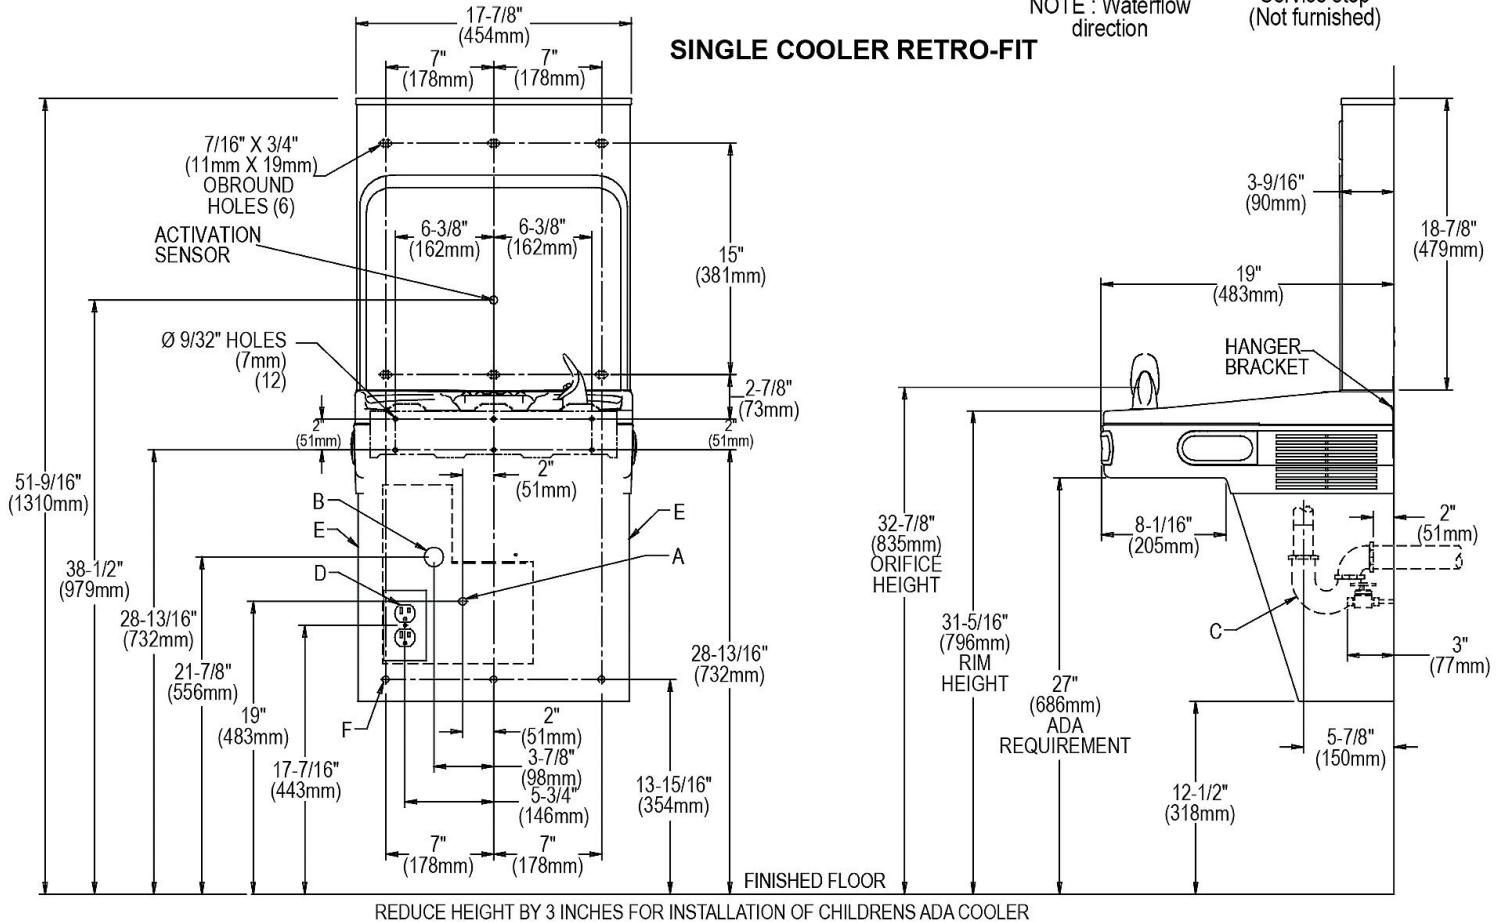 NOTE : Waterflow
direction
Service stop
(Not furnished)
SINGLE COOLER RETRO-FIT
17-7/8"
(454mm)
7"
(178mm)
7"
(178mm)
7/16" X 3/4"
(11mm X 19mm)
OBROUND
HOLES (6)
ACTIVATION
SENSOR
6-3/8"
(162mm)
6-3/8"
(162mm)
15"
(381mm)
Ø 9/32" HOLES
(7mm)
(12)
2-7/8"
(73mm)
2"
(51mm)
2"
(51mm)
2"
(51mm)
51-9/16"
(1310mm)
B
E
E
A
D
38-1/2"
(979mm)
28-13/16"
(732mm)
21-7/8"
(556mm)
19"
(483mm)
17-7/16"
(443mm)
F
2"
(51mm)
3-7/8"
(98mm)
5-3/4"
(146mm)
7"
(178mm)
7"
(178mm)
28-13/16"
(732mm)
13-15/16"
(354mm)
3-9/16"
(90mm)
18-7/8"
(479mm)
19"
(483mm)
HANGER
BRACKET
32-7/8"
(835mm)
ORIFICE
HEIGHT
8-1/16"
(205mm)
2"
(51mm)
C
31-5/16"
(796mm)
RIM
HEIGHT
3"
(77mm)
27"
(686mm)
ADA
REQUIREMENT
5-7/8"
(150mm)
12-1/2"
(318mm)
FINISHED FLOOR
REDUCE HEIGHT BY 3 INCHES FOR INSTALLATION OF CHILDRENS ADA COOLER